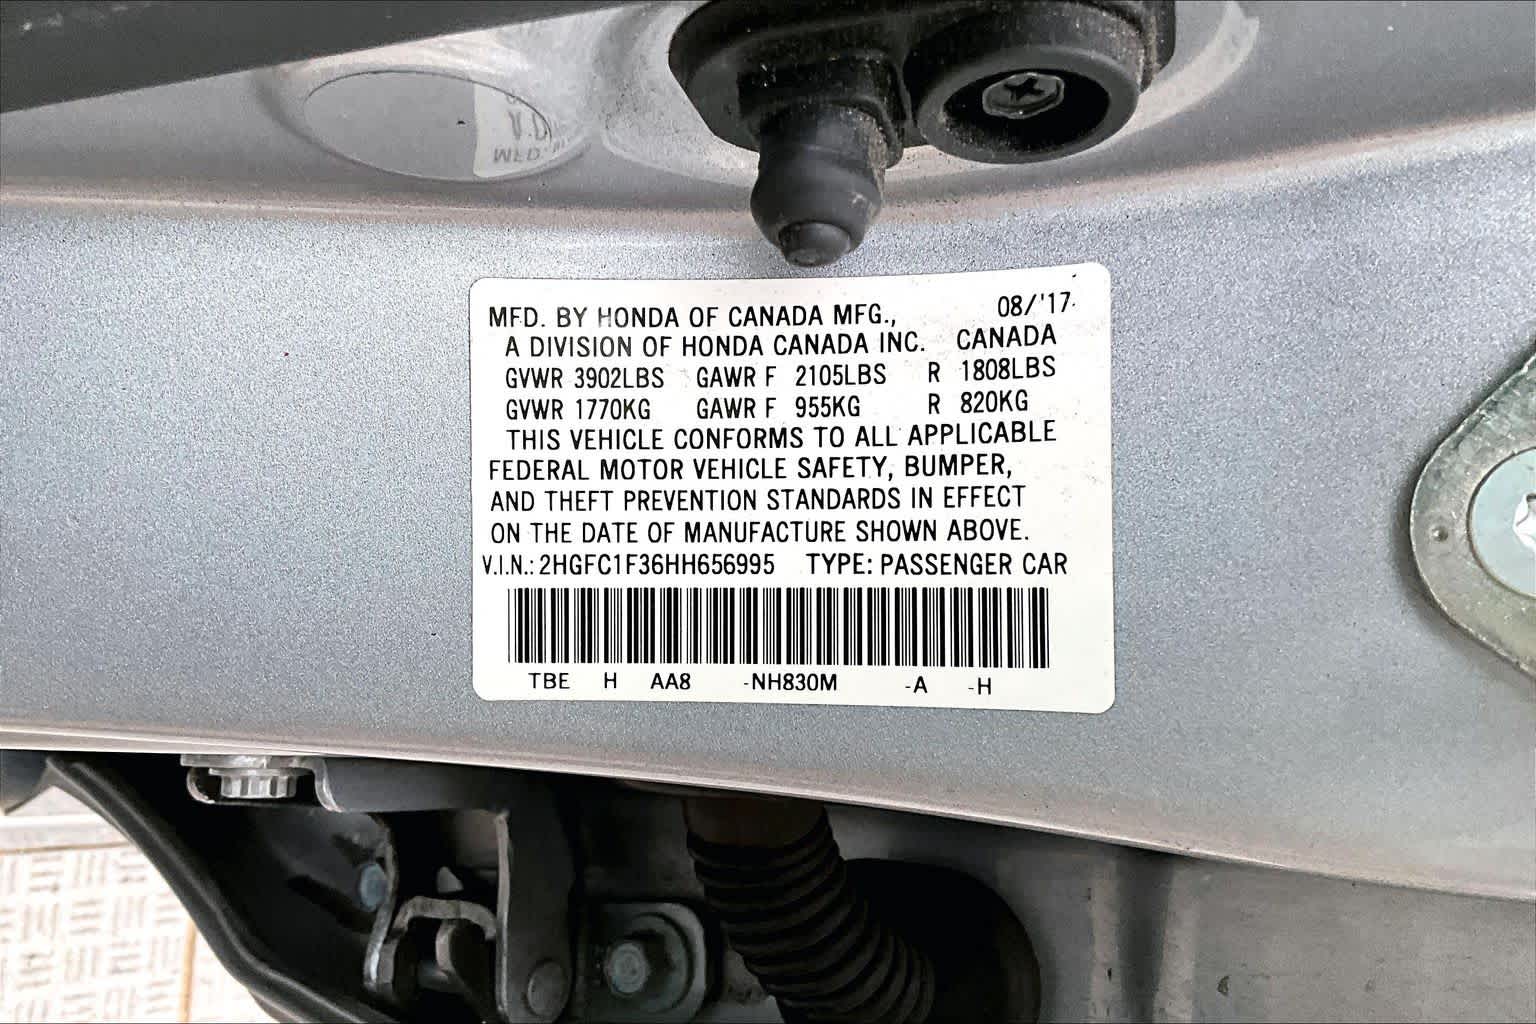 MFD. BY HONDA OF CANADA MFG., 08/'17
A DIVISION OF HONDA CANADA INC. CANADA
GVWR 3902LBS GAWR F 2105LBS R 1808LBS
GVWR 1770KG GAWR F 955KG R 820KG
THIS VEHICLE CONFORMS TO ALL APPLICABLE
FEDERAL MOTOR VEHICLE SAFETY, BUMPER,
AND THEFT PREVENTION STANDARDS IN EFFECT
ON THE DATE OF MANUFACTURE SHOWN ABOVE.
V.I.N.: 2HGFC1F36HH656995 TYPE: PASSENGER CAR
TBE H AA8 -NH830M -A -H